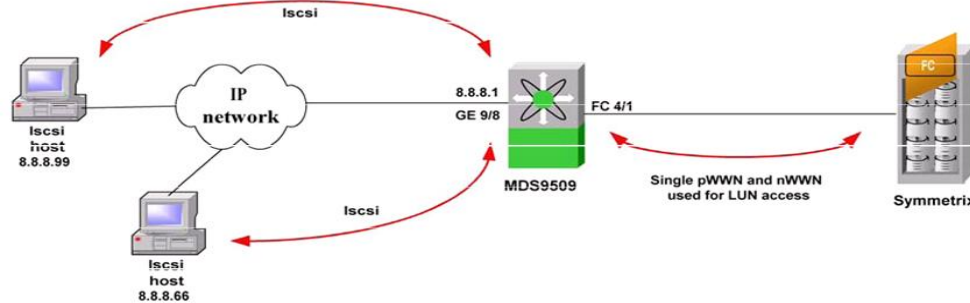 Iscsi
Iscsi
host
8.8.8.99
IP
network
8.8.8.1
GE 9/8
MDS9509
FC 4/1
FC
Single pWWN and nWWN
used for LUN access
Symmetrix
Iscsi
Iscsi
host
8.8.8.66